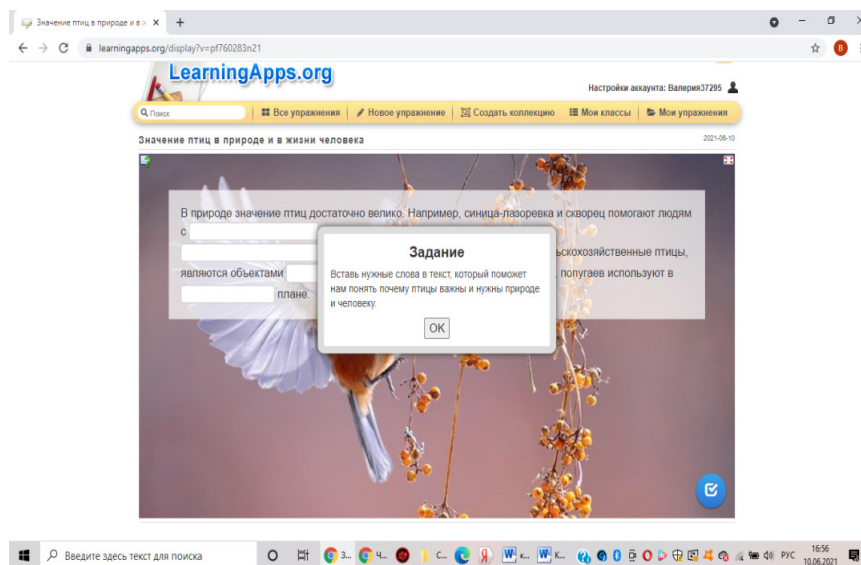 Значение птиц в природе и в ж
learningapps.org/display?v=pf760283n21
B
LearningApps.org
Настройки аккаунта: Валерия37295
Поиск
Все упражнения
Новое упражнение
Создать коллекцию
Мои классы
Мои упражнения
Значение птиц в природе и в жизни человека
2021-06-10
В природе значение птиц достаточно велико. Например, синица-лазоревка и скворец помогают людям
с
скохозяйственные птицы,
являются объектами
попугаев используют в
плане.
Задание
Вставь нужные слова в текст, который поможет
нам понять почему птицы важны и нужны природе
и человеку.
OK
Введите здесь текст для поиска
З...
Ч...
С...
к...
К...
РУС
16:56
10.06.2021